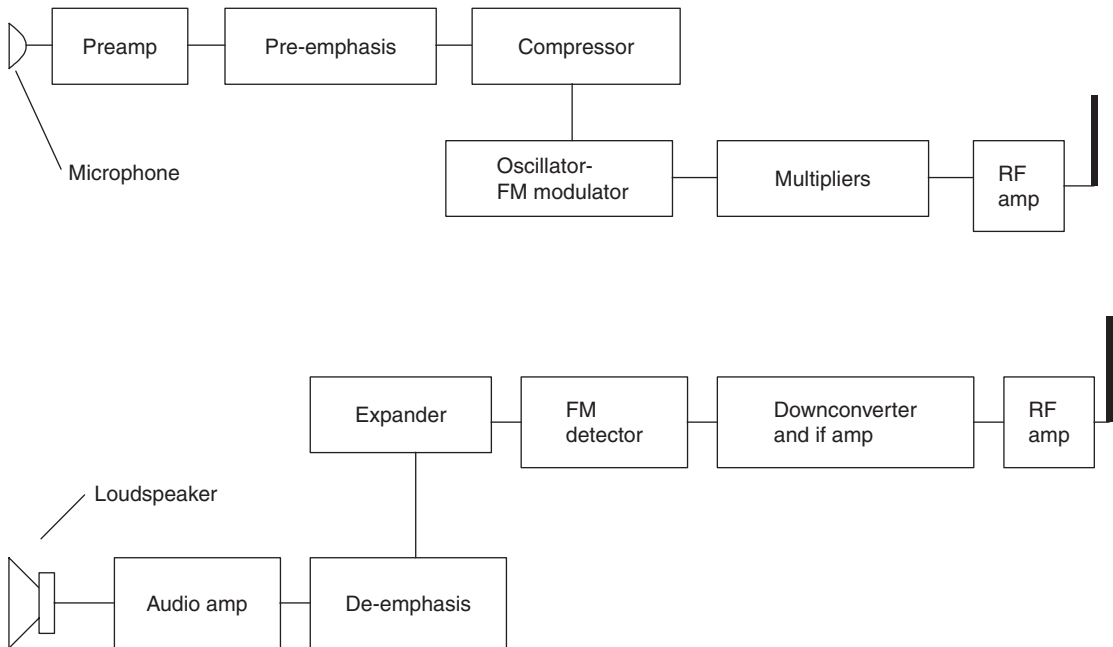 Preamp
Pre-emphasis
Compressor
Microphone
Oscillator-
FM modulator
Multipliers
RF
amp
Expander
FM
detector
Downconverter
and if amp
RF
amp
Loudspeaker
Audio amp
De-emphasis